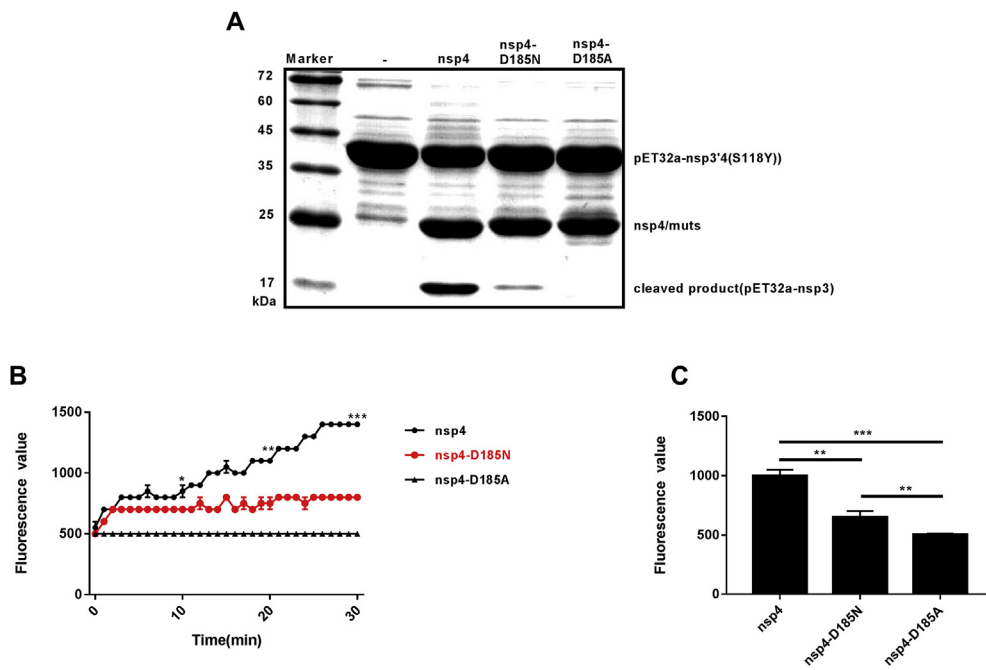 A
Marker - nsp4 nsp4-D185N nsp4-D185A
72
60
45
35
25
17
kDa
pET32a-nsp3'4(S118Y))
nsp4/muts
cleaved product(pET32a-nsp3)
B
Fluorescence value
1500
1000
500
0
* ** ***
0 10 20 30
Time(min)
nsp4
nsp4-D185N
nsp4-D185A
C
Fluorescence value
1500
1000
500
0
***
**
**
nsp4 nsp4-D185N nsp4-D185A